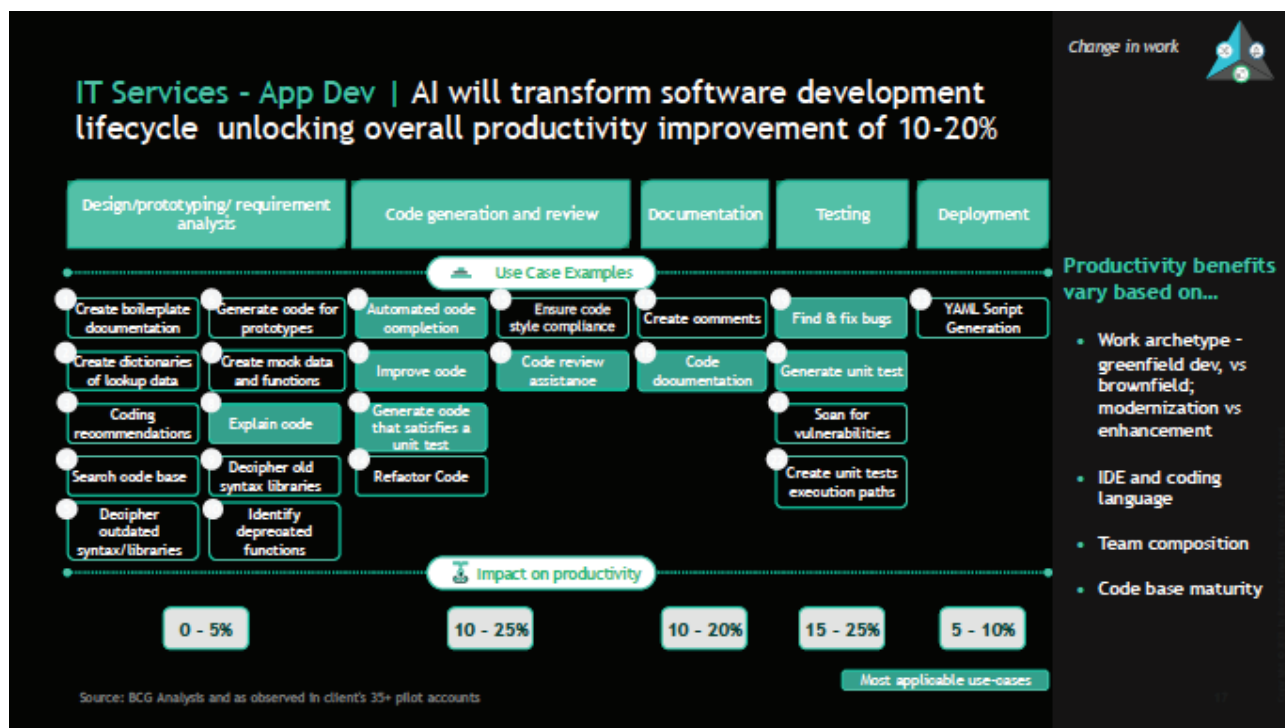 Change in work
IT Services – App Dev | AI will transform software development
lifecycle unlocking overall productivity improvement of 10-20%
Design/prototyping/ requirement
analysis
Code generation and review
Documentation
Testing
Deployment
Use Case Examples
Create boilerplate
documentation
Generate code for
prototypes
Automated code
completion
Ensure code
style compliance
Create comments
Find & fix bugs
YAML Script
Generation
Create dictionaries
of lookup data
Create mock data
and functions
Improve code
Code review
assistance
Code
documentation
Generate unit test
Coding
recommendations
Explain code
Generate code
that satisfies a
unit test
Scan for
vulnerabilities
Search code base
Decipher old
syntax libraries
Refactor Code
Create unit tests
execution paths
Decipher
outdated
syntax/libraries
Identify
deprecated
functions
Impact on productivity
0 - 5%
10 - 25%
10 - 20%
15 - 25%
5 - 10%
Most applicable use-cases
Productivity benefits
vary based on...
• Work archetype –
greenfield dev, vs
brownfield;
modernization vs
enhancement
• IDE and coding
language
• Team composition
• Code base maturity
Source: BCG Analysis and as observed in client's 35+ pilot accounts
17